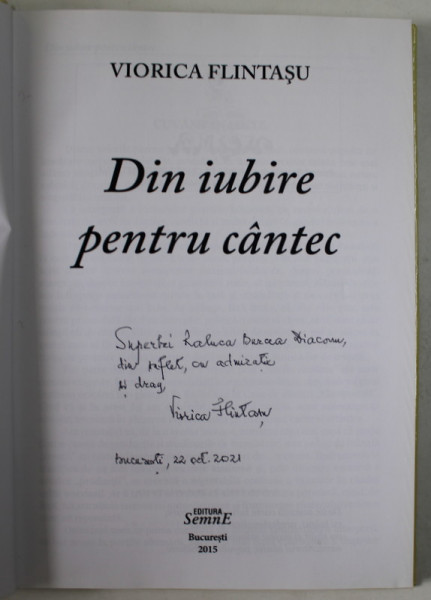 VIORICA FLINTAȘU
Din iubire
pentru cântec
Superbei Raluca Burcea Diaconu,
din suflet, cu admirație
și drag,
Viorica Flintașu
București, 22 oct. 2021
EDITURA
SemnE
București
2015